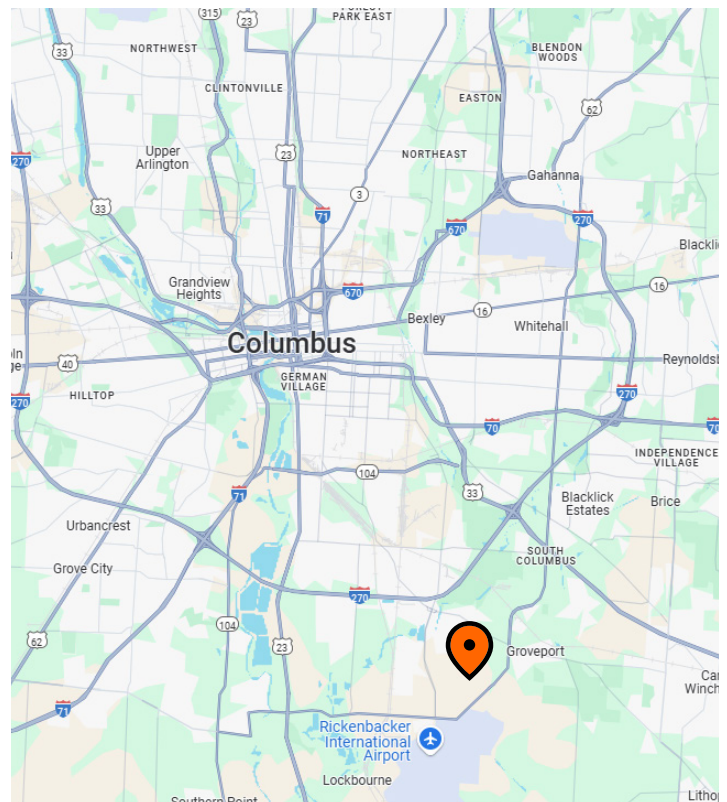 315
23
FOREST
PARK EAST
33
NORTHWEST
BLENDON
WOODS
CLINTONVILLE
EASTON
62
Upper
Arlington
23
NORTHEAST
270
Gahanna
3
33
71
270
670
Blacklic
Grandview
Heights
670
16
16
Bexley
Whitehall
Columbus
40
Reynoldst
GERMAN
VILLAGE
HILLTOP
270
270
70
70
INDEPENDENCE
VILLAGE
104
71
33
Blacklick
Estates
Brice
Urbancrest
SOUTH
COLUMBUS
Grove City
270
104
62
23
Groveport
Ca
Winch
71
Rickenbacker
International
Airport
Lockbourne
Southern Point
Lithop